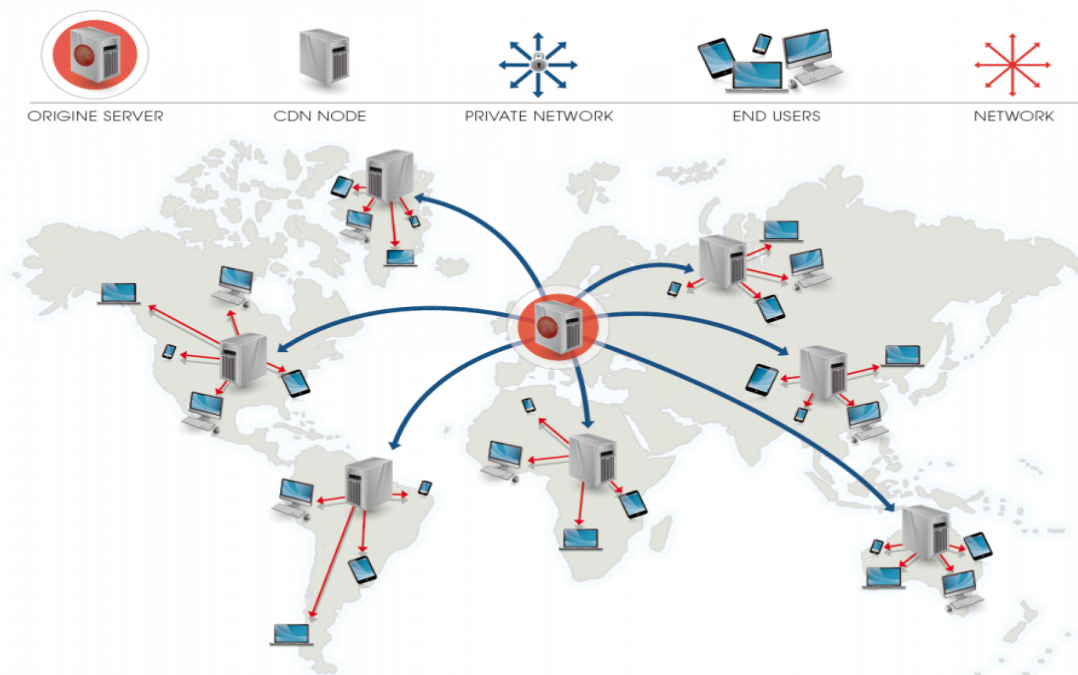 ORIGINE SERVER
CDN NODE
PRIVATE NETWORK
END USERS
NETWORK